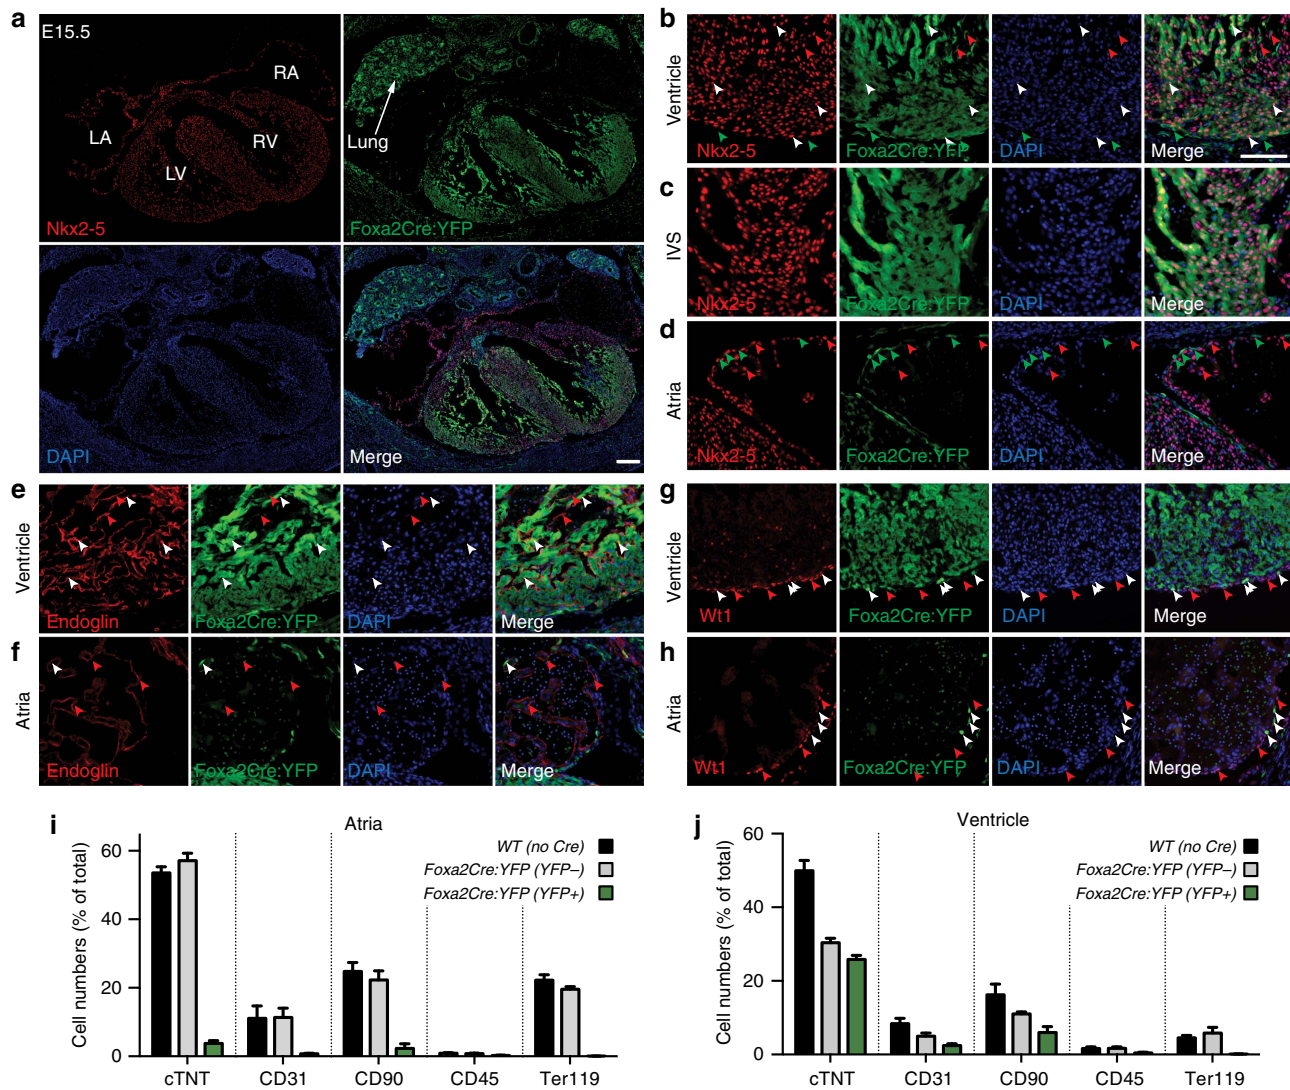 a
E15.5
RA
LA
RV
LV
Nkx2-5
Lung
Foxa2Cre:YFP
DAPI
Merge
b
Ventricle
Nkx2-5
Foxa2Cre:YFP
DAPI
Merge
c
IVS
Nkx2-5
Foxa2Cre:YFP
DAPI
Merge
d
Atria
Nkx2-5
Foxa2Cre:YFP
DAPI
Merge
e
Ventricle
Endoglin
Foxa2Cre:YFP
DAPI
Merge
f
Atria
Endoglin
Foxa2Cre:YFP
DAPI
Merge
g
Ventricle
Wt1
Foxa2Cre:YFP
DAPI
Merge
h
Atria
Wt1
Foxa2Cre:YFP
DAPI
Merge
i
Atria
WT (no Cre)
Foxa2Cre:YFP (YFP–)
Foxa2Cre:YFP (YFP+)
Cell numbers (% of total)
60
40
20
0
cTNT CD31 CD90 CD45 Ter119
j
Ventricle
WT (no Cre)
Foxa2Cre:YFP (YFP–)
Foxa2Cre:YFP (YFP+)
Cell numbers (% of total)
60
40
20
0
cTNT CD31 CD90 CD45 Ter119